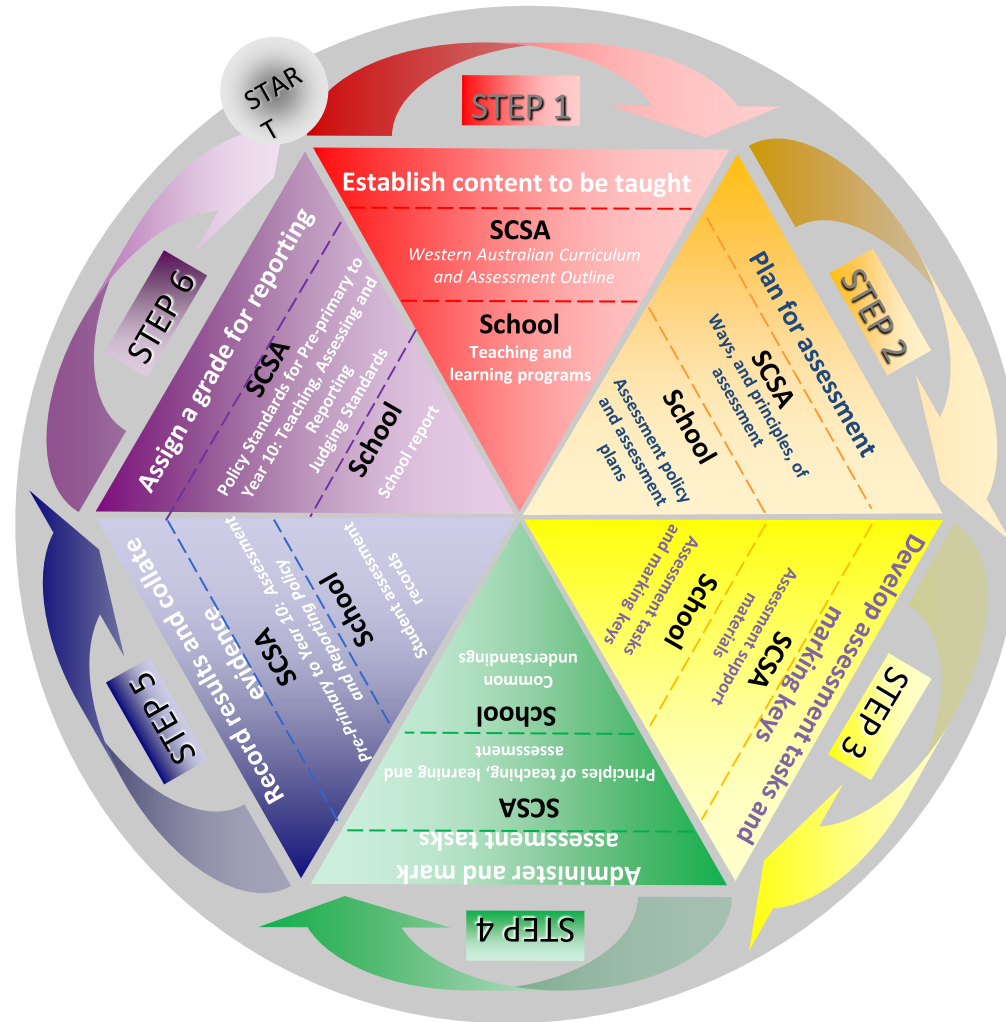 STAR
T
STEP 1
Establish content to be taught
SCSA
Western Australian Curriculum
and Assessment Outline
School
Teaching and
learning programs
STEP 2
Plan for assessment
SCSA
Ways, and principles, of
assessment
School
Assessment policy
and assessment
plans
STEP 3
Develop assessment tasks and
marking keys
SCSA
Assessment support
materials
School
Assessment tasks
and marking keys
STEP 4
Administer and mark
assessment tasks
SCSA
Principles of teaching, learning and
assessment
School
Common
understandings
STEP 5
Record results and collate
evidence
SCSA
Pre-Primary to Year 10: Assessment
and Reporting Policy
School
Student assessment
records
STEP 6
Assign a grade for reporting
SCSA
Policy Standards for Pre-primary to
Year 10: Teaching, Assessing and
Reporting
Judging Standards
School
School report